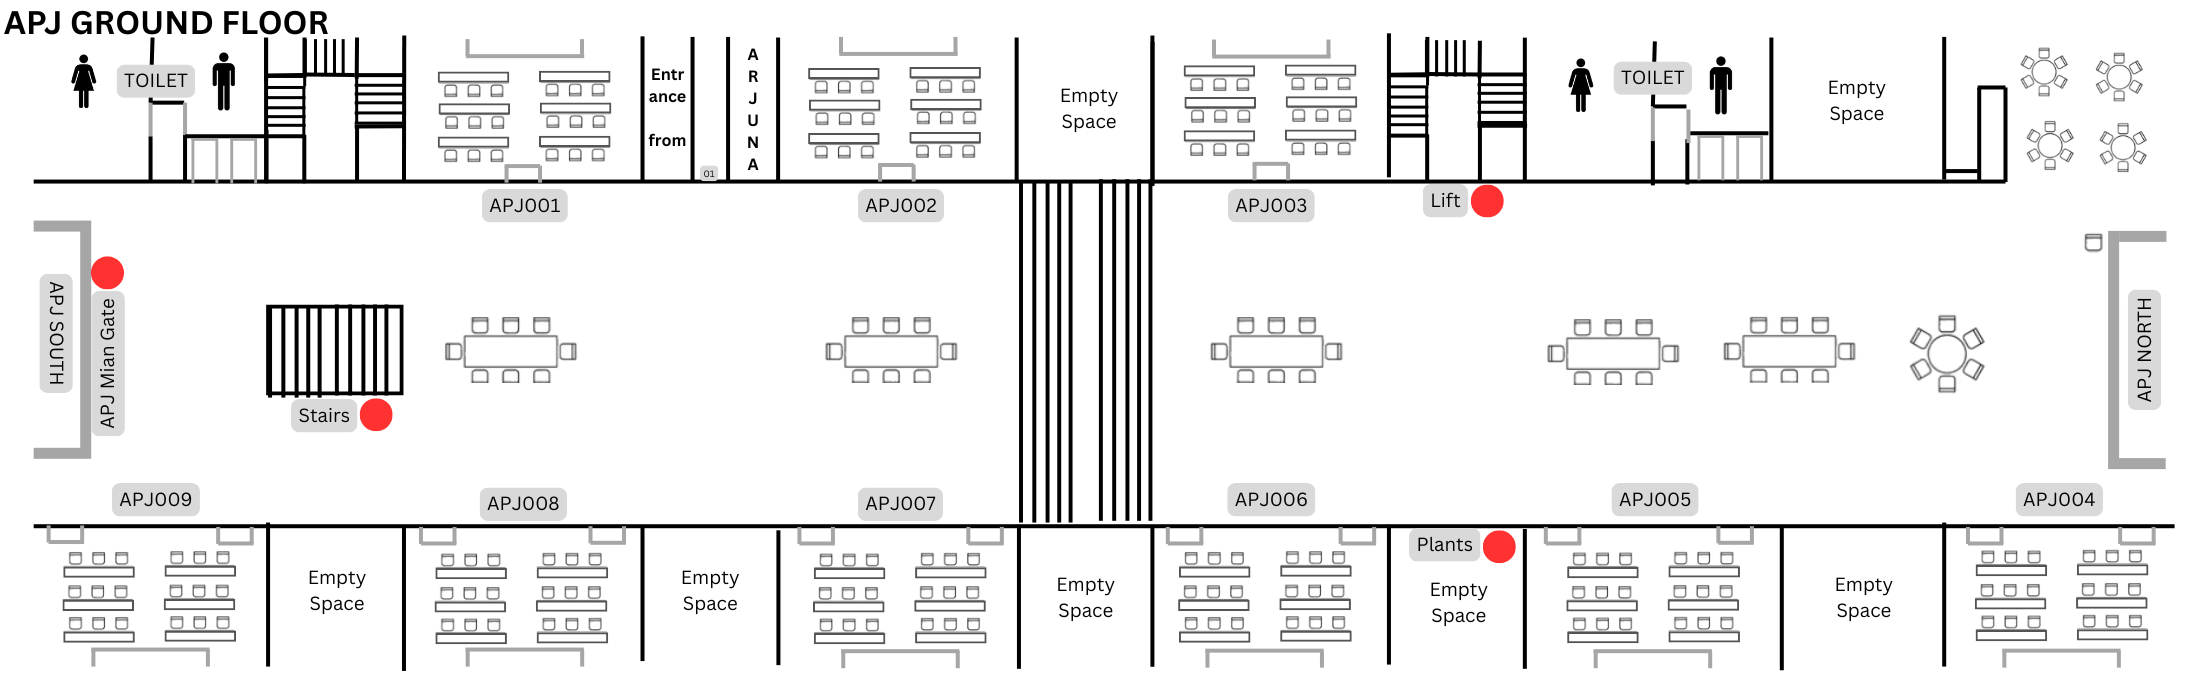 APJ GROUND FLOOR
TOILET
Entr
ance
from
01
A
R
J
U
N
A
Empty
Space
TOILET
Empty
Space
APJ001
APJ002
APJ003
Lift
APJ SOUTH
APJ Mian Gate
Stairs
APJ NORTH
APJ009
APJ008
APJ007
APJ006
APJ005
APJ004
Empty
Space
Empty
Space
Empty
Space
Plants
Empty
Space
Empty
Space